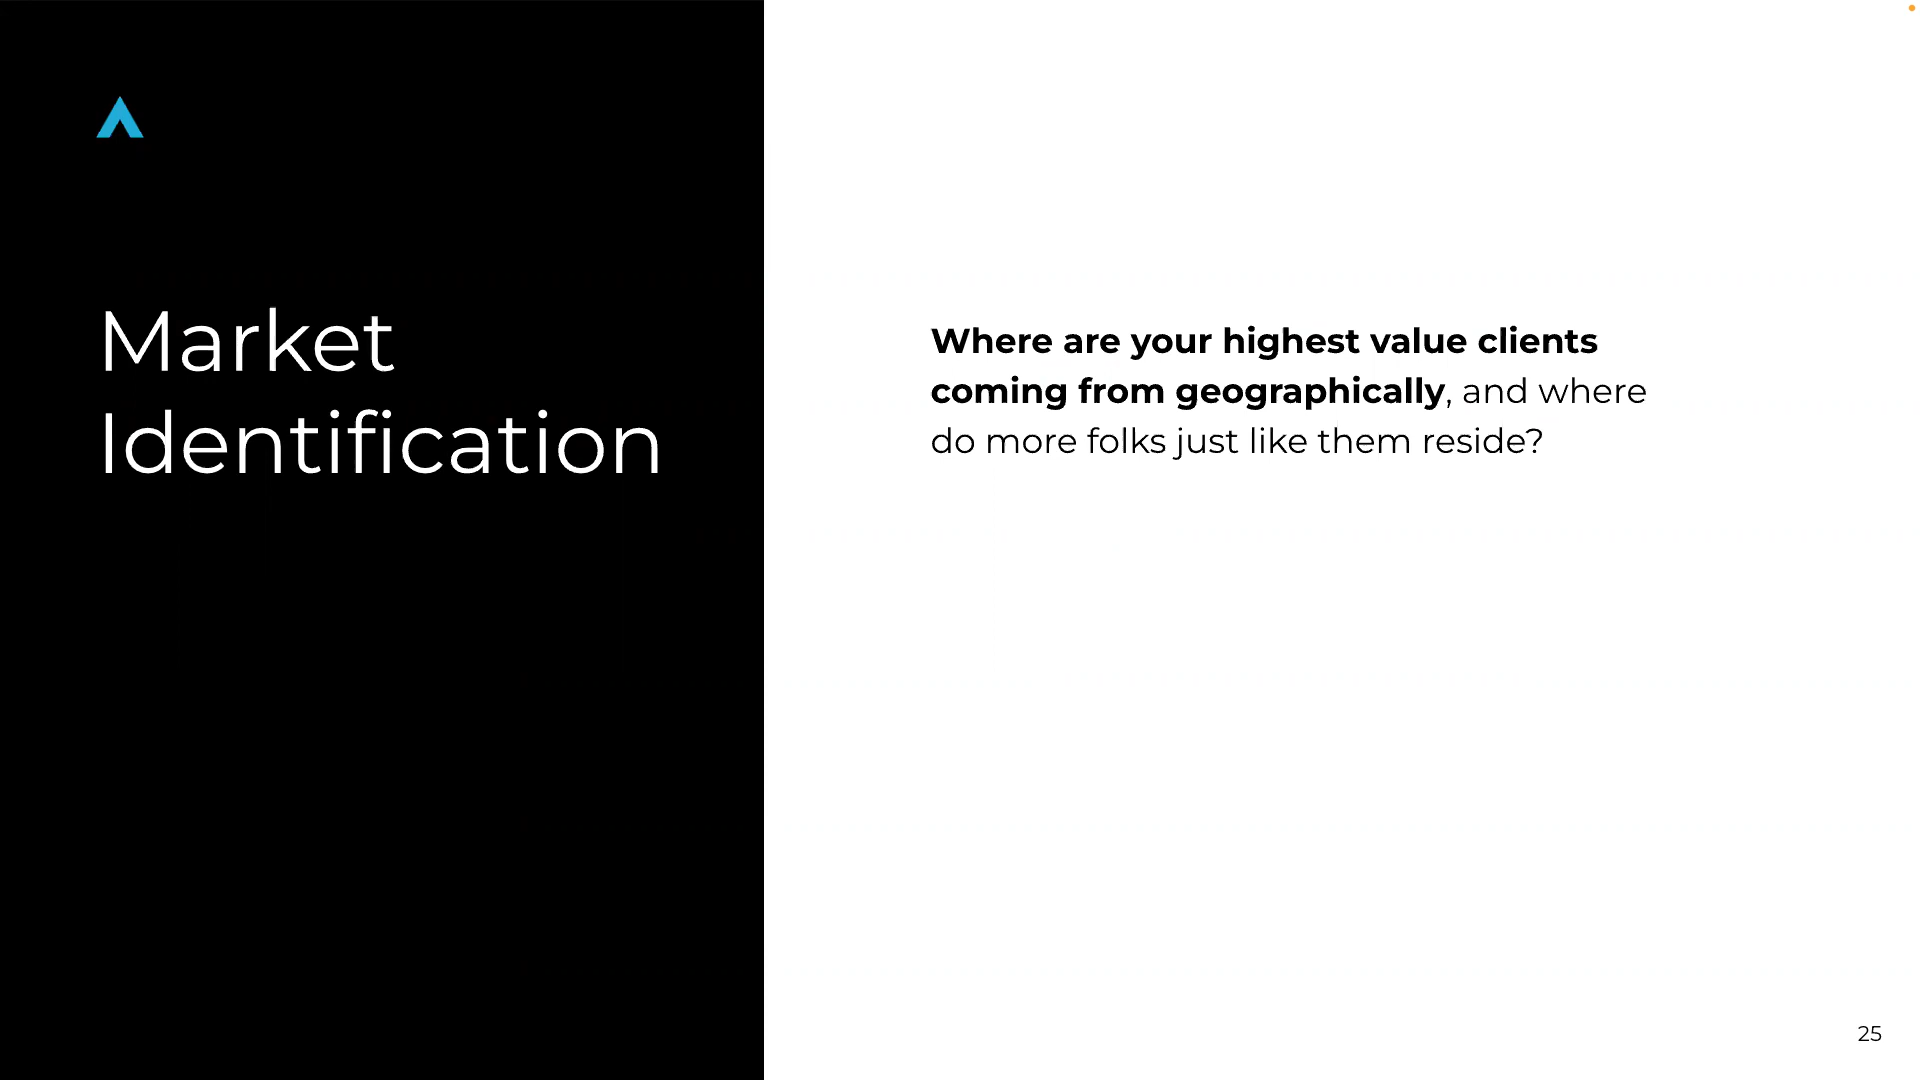 Market
Identification
Where are your highest value clients
coming from geographically, and where
do more folks just like them reside?
25